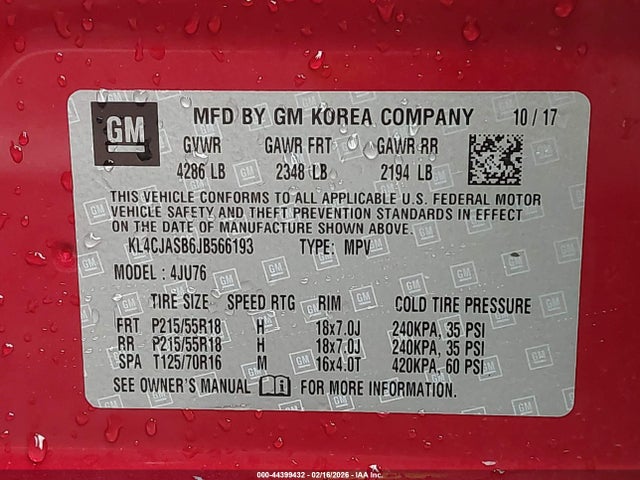 GM MFD BY GM KOREA COMPANY 10/17
GVWR GAWR FRT GAWR RR
4286 LB 2348 LB 2194 LB
THIS VEHICLE CONFORMS TO ALL APPLICABLE U.S. FEDERAL MOTOR
VEHICLE SAFETY AND THEFT PREVENTION STANDARDS IN EFFECT
ON THE DATE OF MANUFACTURE SHOWN ABOVE.
KL4CJASB6JB566193 TYPE: MPV
MODEL: 4JU76
TIRE SIZE SPEED RTG RIM COLD TIRE PRESSURE
FRT P215/55R18 H 18x7.0J 240KPA, 35 PSI
RR P215/55R18 H 18x7.0J 240KPA, 35 PSI
SPA T125/70R16 M 16x4.0T 420KPA, 60 PSI
SEE OWNER'S MANUAL FOR MORE INFORMATION.
060-44399432 - 02/16/2026 - IAA Inc.